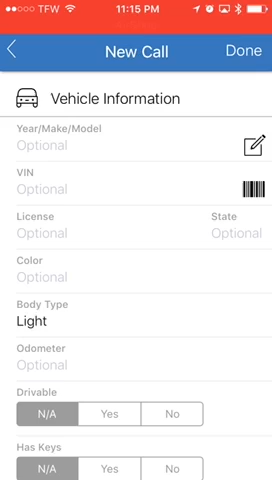 TFW 11:15 PM
New Call Done
Vehicle Information
Year/Make/Model
Optional
VIN
Optional
License State
Optional Optional
Color
Optional
Body Type
Light
Odometer
Optional
Drivable
N/A Yes No
Has Keys
N/A Yes No